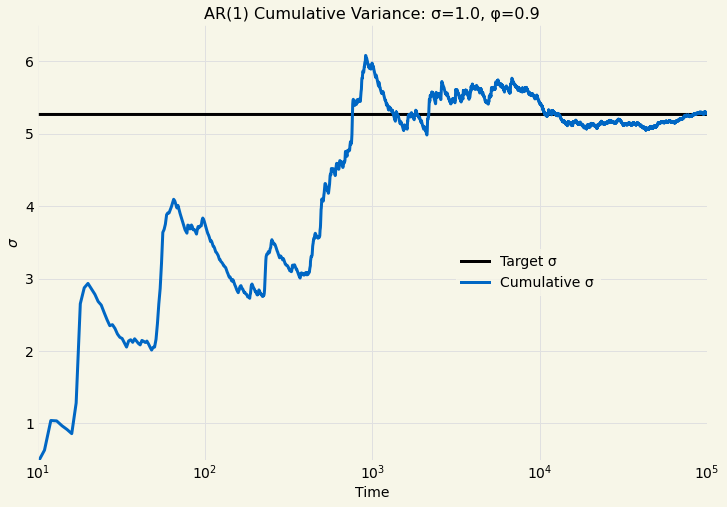 AR(1) Cumulative Variance: σ=1.0, φ=0.9
σ
6
5
4
3
2
1
Target σ
Cumulative σ
10¹
10²
10³
10⁴
10⁵
Time